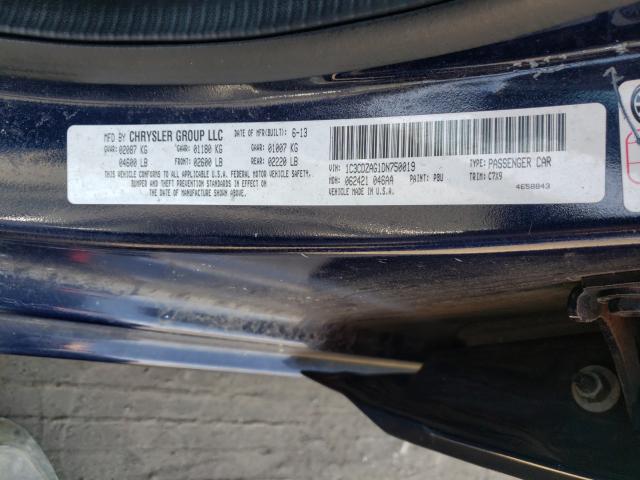 MFD BY CHRYSLER GROUP LLC DATE OF MFR(BUILT): 6-13
GVWR: 02087 KG GAWR: 01180 KG GAWR: 01007 KG
04600 LB FRONT: 02600 LB REAR: 02220 LB
THIS VEHICLE CONFORMS TO ALL APPLICABLE U.S.A. FEDERAL MOTOR VEHICLE SAFETY,
BUMPER AND THEFT PREVENTION STANDARDS IN EFFECT ON
THE DATE OF MANUFACTURE SHOWN ABOVE.
VIN: 1C3CDZAG1DN750019 TYPE: PASSENGER CAR
MDH: 062421 046AA PAINT: PBU TRIM: C7X9
VEHICLE MADE IN U.S.A. 4658843